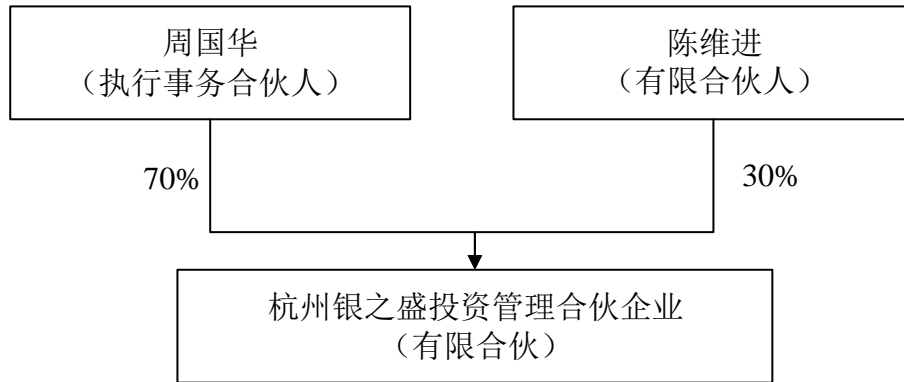 周国华
（执行事务合伙人）
陈维进
（有限合伙人）
70%
30%
杭州银之盛投资管理合伙企业
（有限合伙）